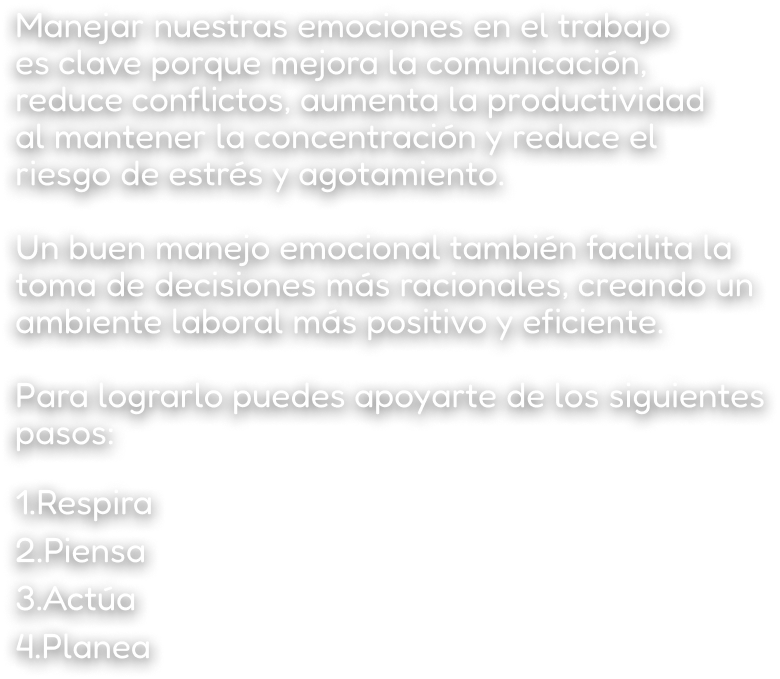 Manejar nuestras emociones en el trabajo
es clave porque mejora la comunicación,
reduce conflictos, aumenta la productividad
al mantener la concentración y reduce el
riesgo de estrés y agotamiento.
Un buen manejo emocional también facilita la
toma de decisiones más racionales, creando un
ambiente laboral más positivo y eficiente.
Para lograrlo puedes apoyarte de los siguientes
pasos:
1.Respira
2.Piensa
3.Actúa
4.Planea